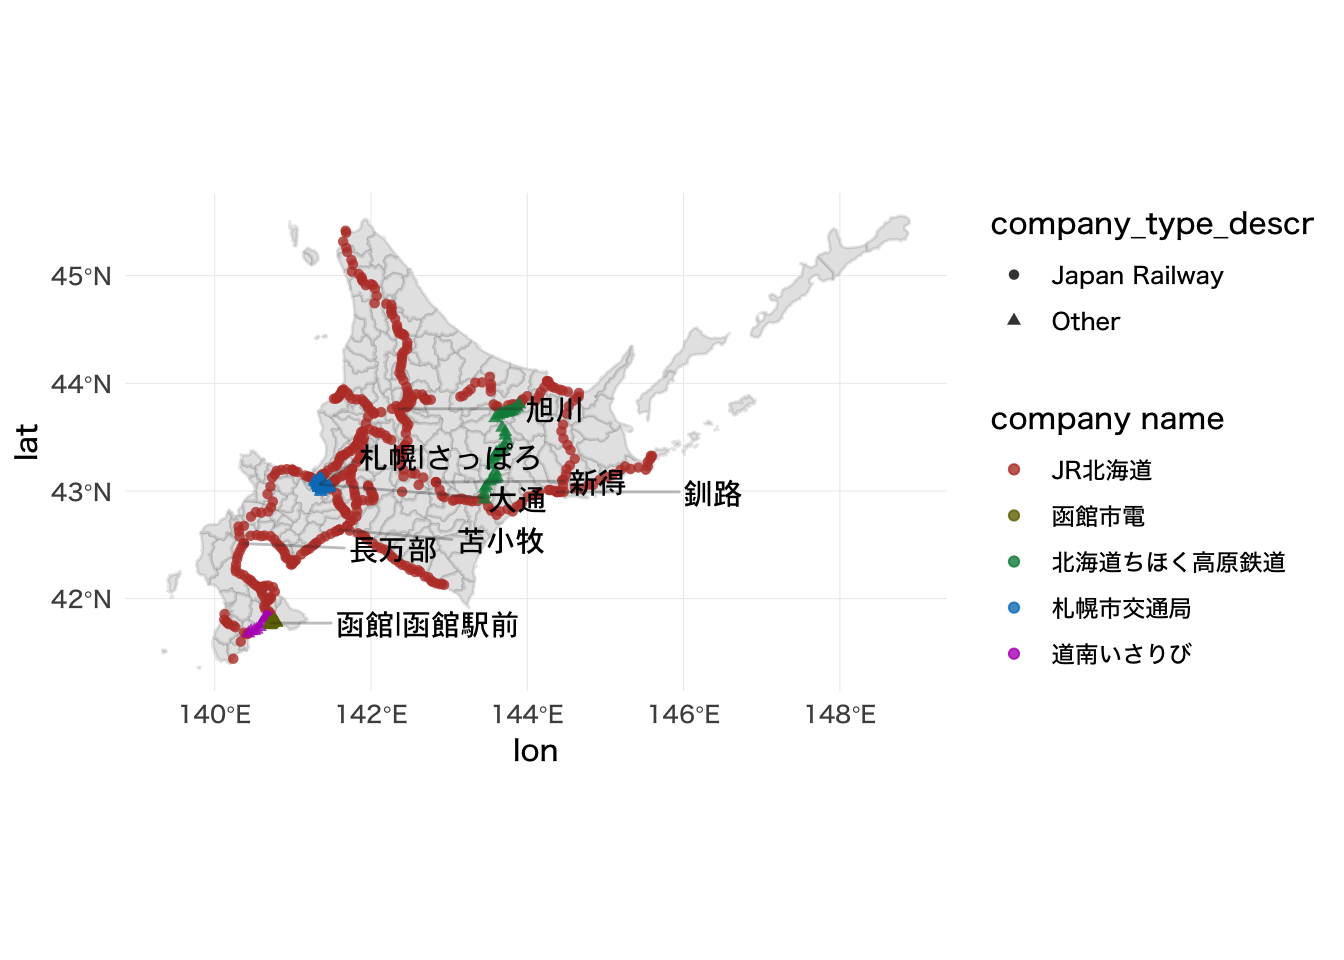 company_type_descr
Japan Railway
Other
company name
JR北海道
函館市電
北海道ちほく高原鉄道
札幌市交通局
道南いさりび
lat
45°N
44°N
43°N
42°N
旭川
札幌|さっぽろ
新得
釧路
大通
苫小牧
長万部
函館|函館駅前
140°E
142°E
144°E
146°E
148°E
lon